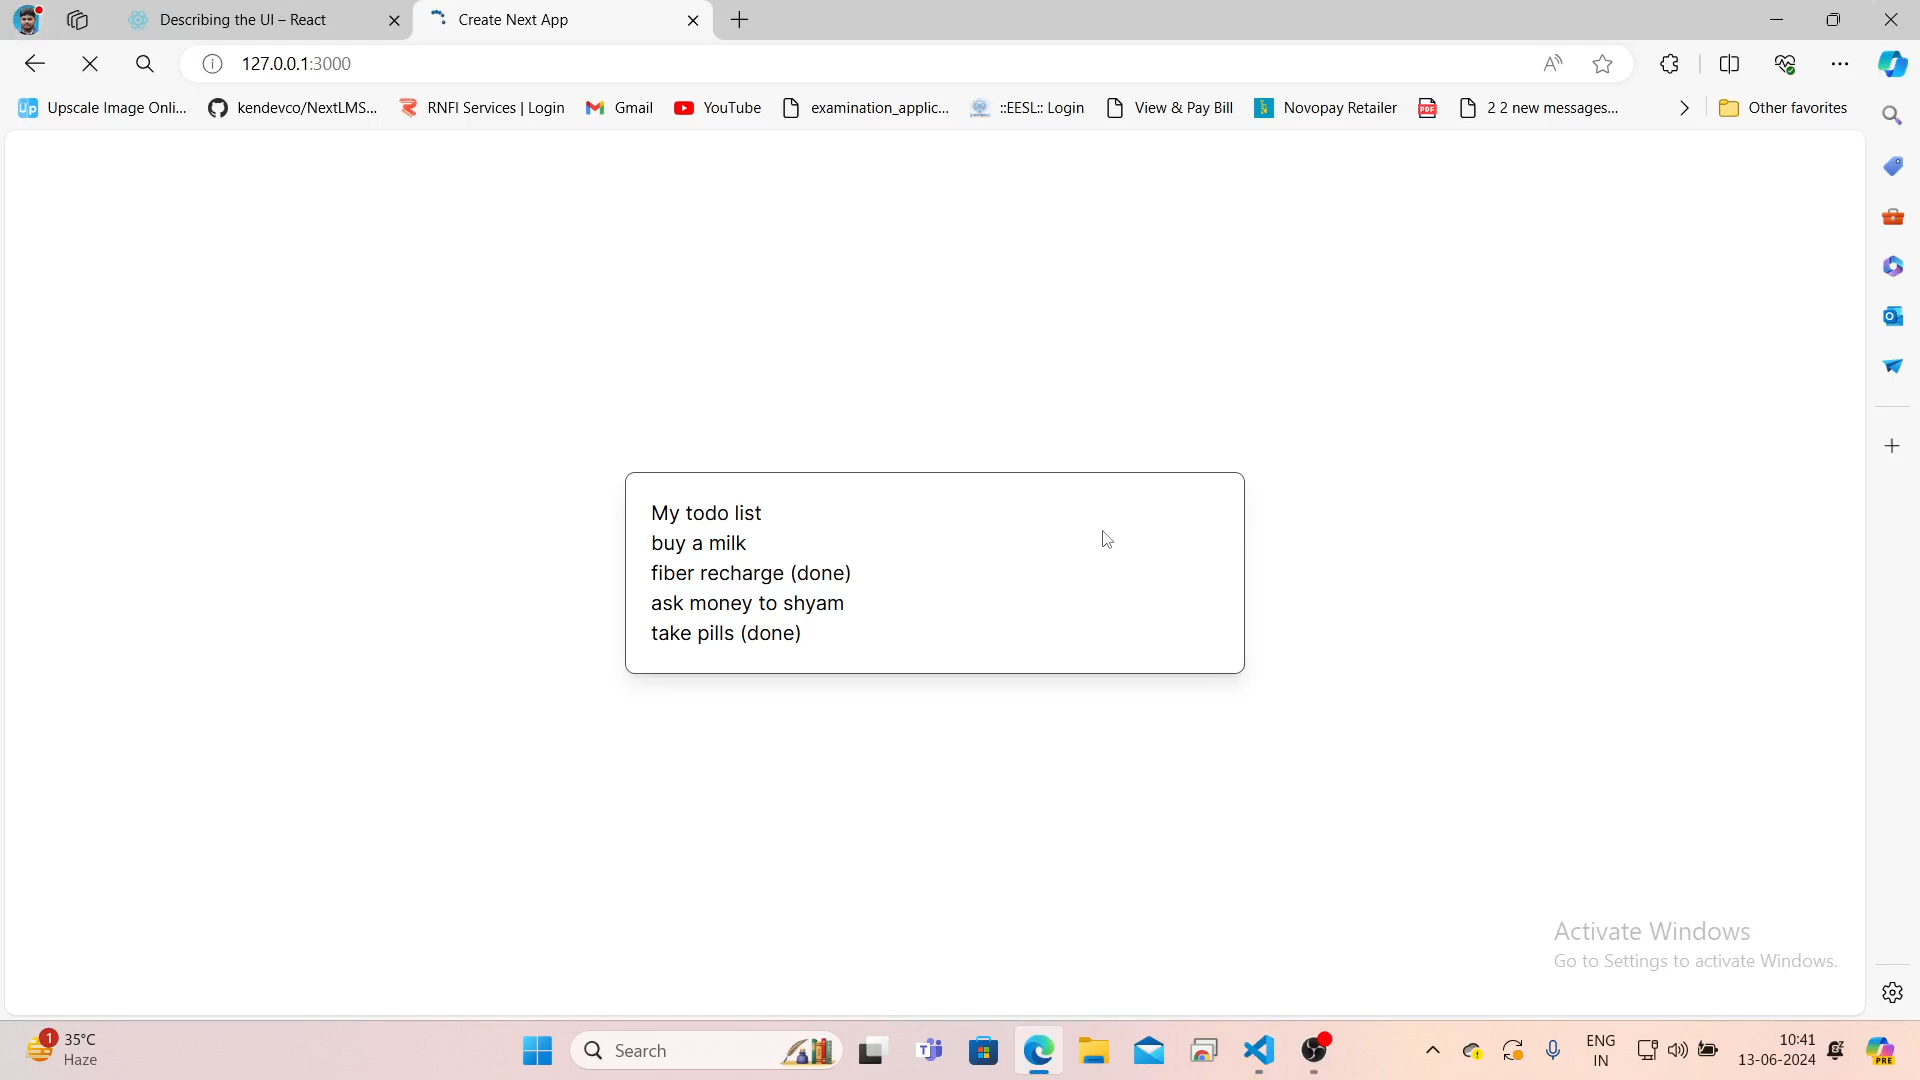 Describing the UI – React
Create Next App
127.0.0.1:3000
Upscale Image Onli...
kendevco/NextLMS...
RNFI Services | Login
Gmail
YouTube
examination_applic...
::EESL:: Login
View & Pay Bill
Novopay Retailer
2 2 new messages...
Other favorites
My todo list
buy a milk
fiber recharge (done)
ask money to shyam
take pills (done)
Activate Windows
Go to Settings to activate Windows.
1
35°C
Haze
Search
ENG
IN
10:41
13-06-2024
PRE